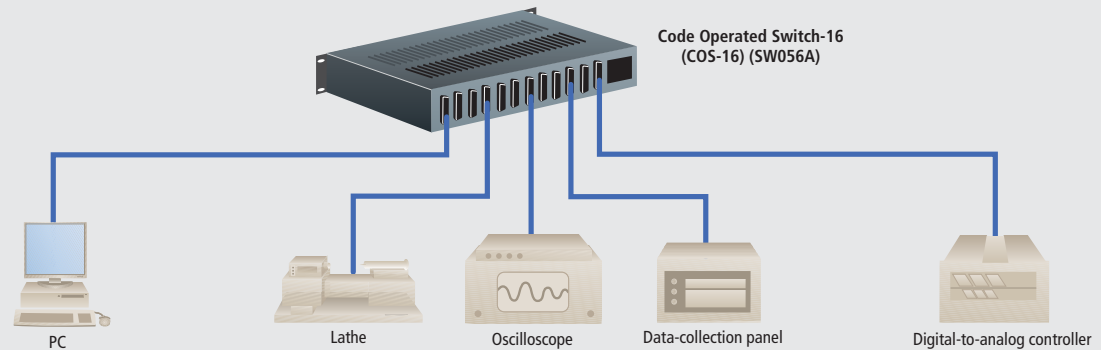 Code Operated Switch-16
(COS-16) (SW056A)
PC
Lathe
Oscilloscope
Data-collection panel
Digital-to-analog controller